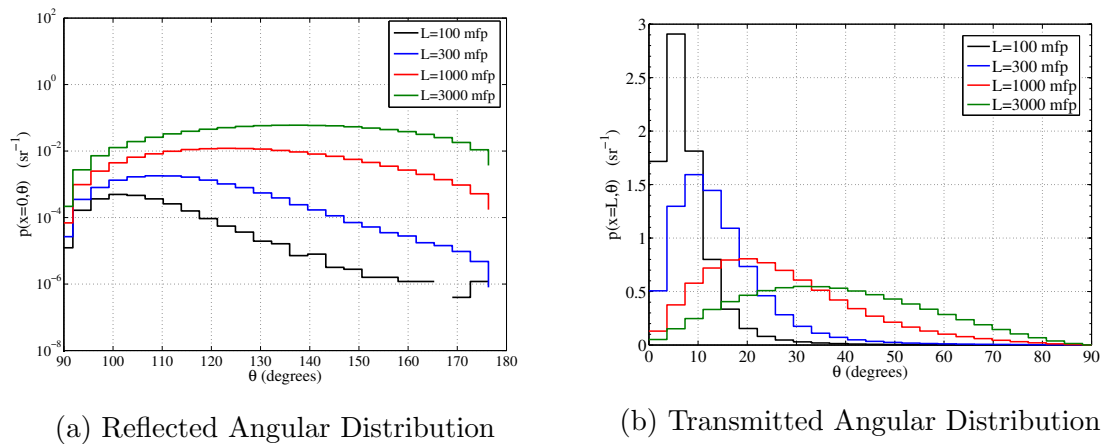 10^2
10^0
10^-2
10^-4
10^-6
10^-8
p(x=0,θ) (sr^-1)
L=100 mfp
L=300 mfp
L=1000 mfp
L=3000 mfp
90 100 110 120 130 140 150 160 170 180
θ (degrees)
(a) Reflected Angular Distribution
3
2.5
2
1.5
1
0.5
0
p(x=L,θ) (sr^-1)
L=100 mfp
L=300 mfp
L=1000 mfp
L=3000 mfp
0 10 20 30 40 50 60 70 80 90
θ (degrees)
(b) Transmitted Angular Distribution